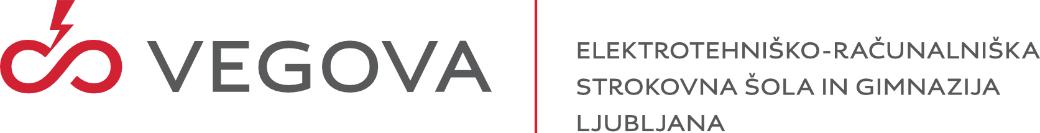 VEGOVA
ELEKTROTEHNIŠKO-RAČUNALNIŠKA
STROKOVNA ŠOLA IN GIMNAZIJA
LJUBLJANA